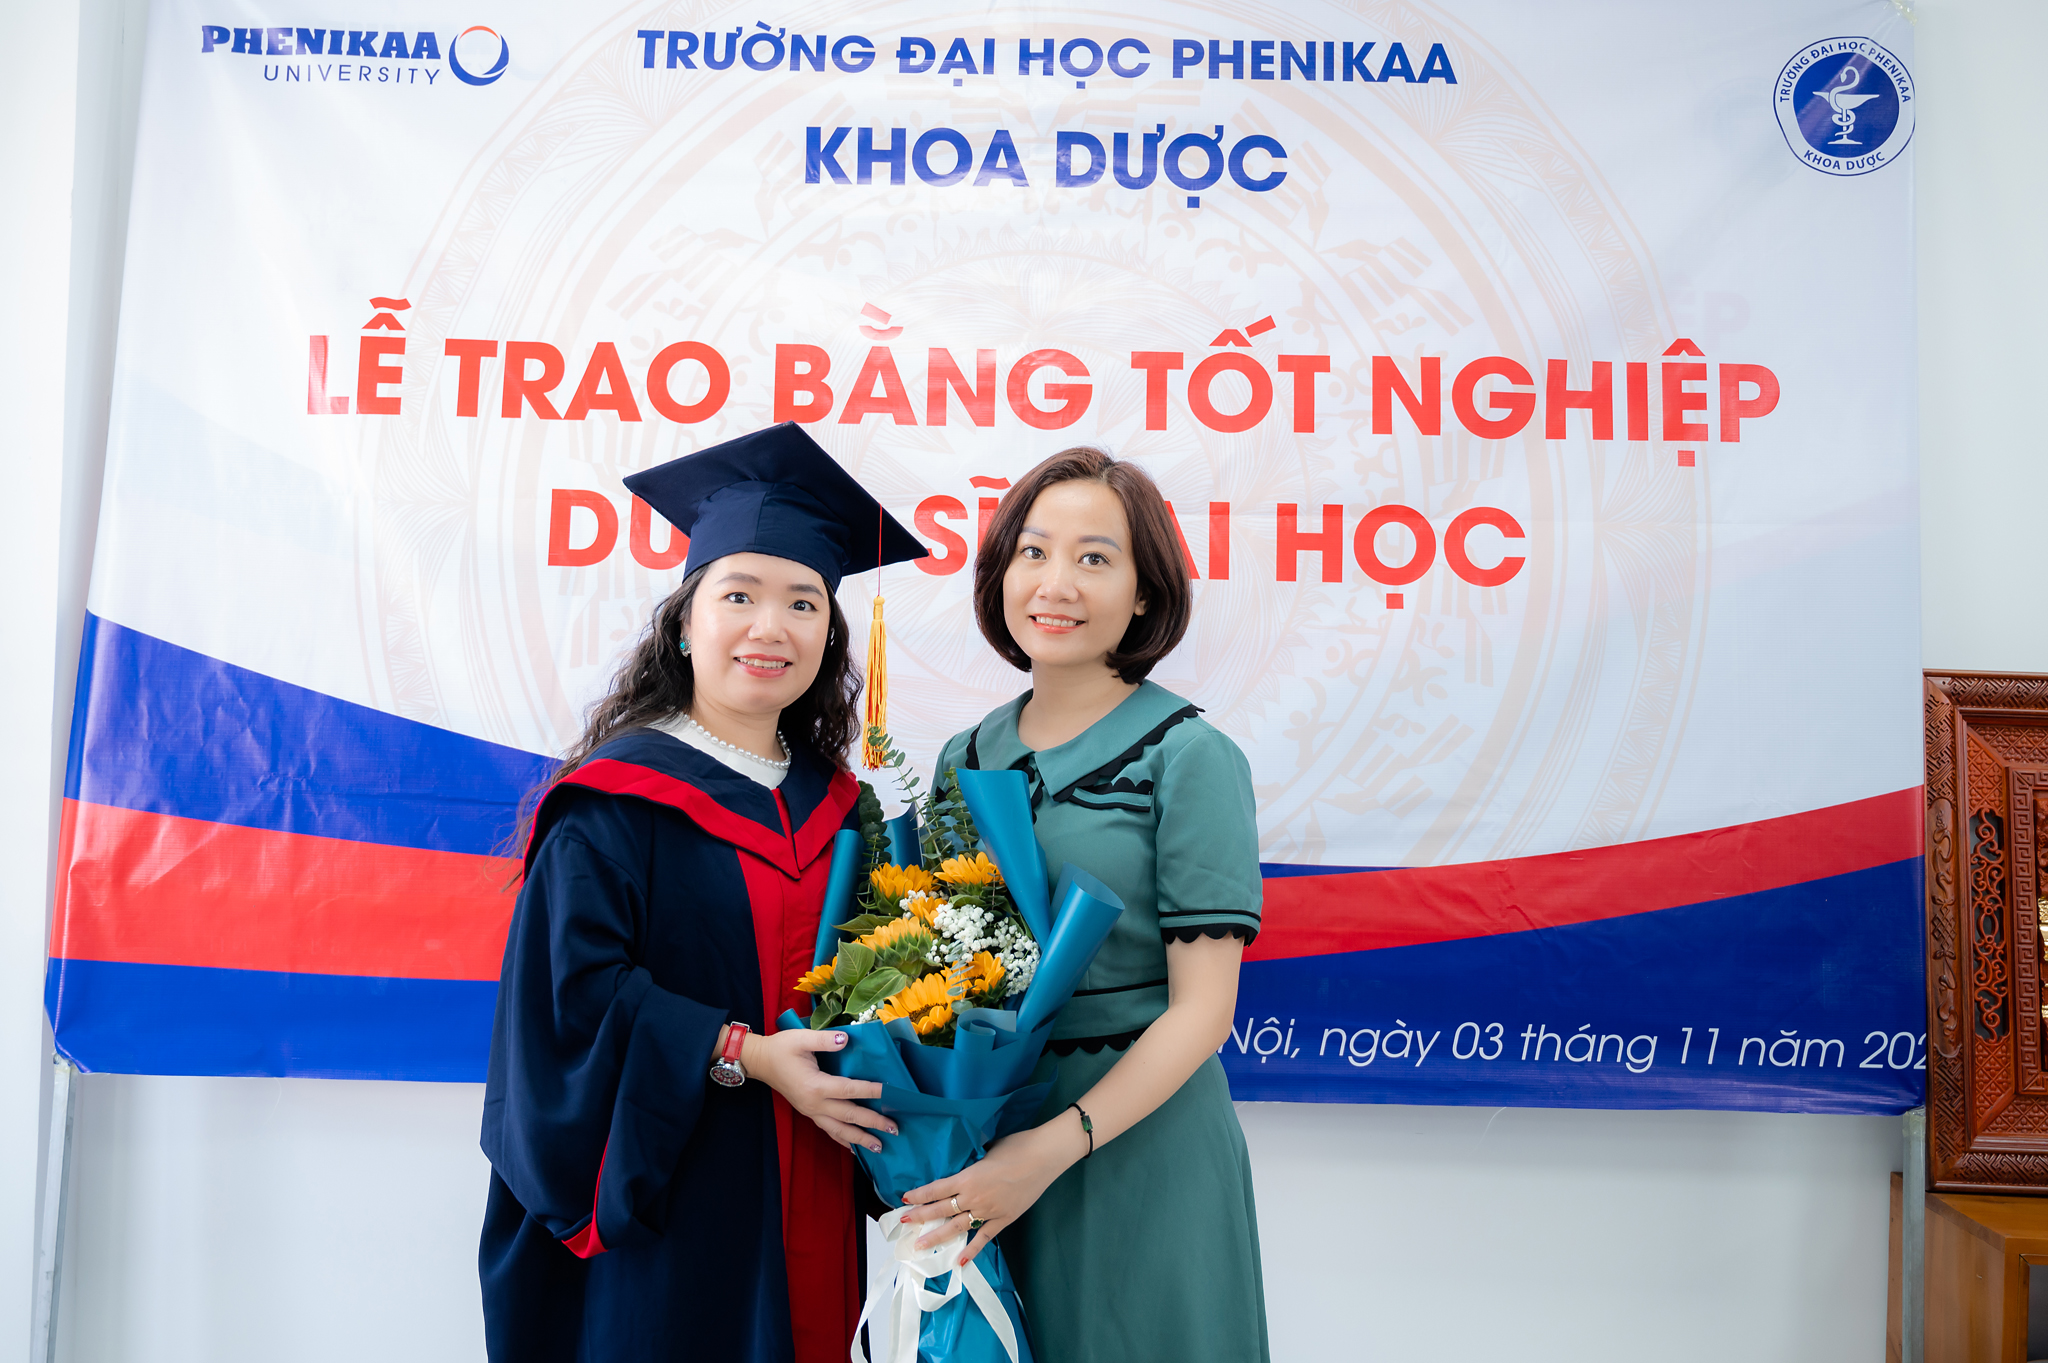 PHENIKAA
UNIVERSITY
TRƯỜNG ĐẠI HỌC PHENIKAA
KHOA DƯỢC
TRƯỜNG ĐẠI HỌC PHENIKAA
KHOA DƯỢC
LỄ TRAO BẰNG TỐT NGHIỆP
SĨ HỌC
Nội, ngày 03 tháng 11 năm